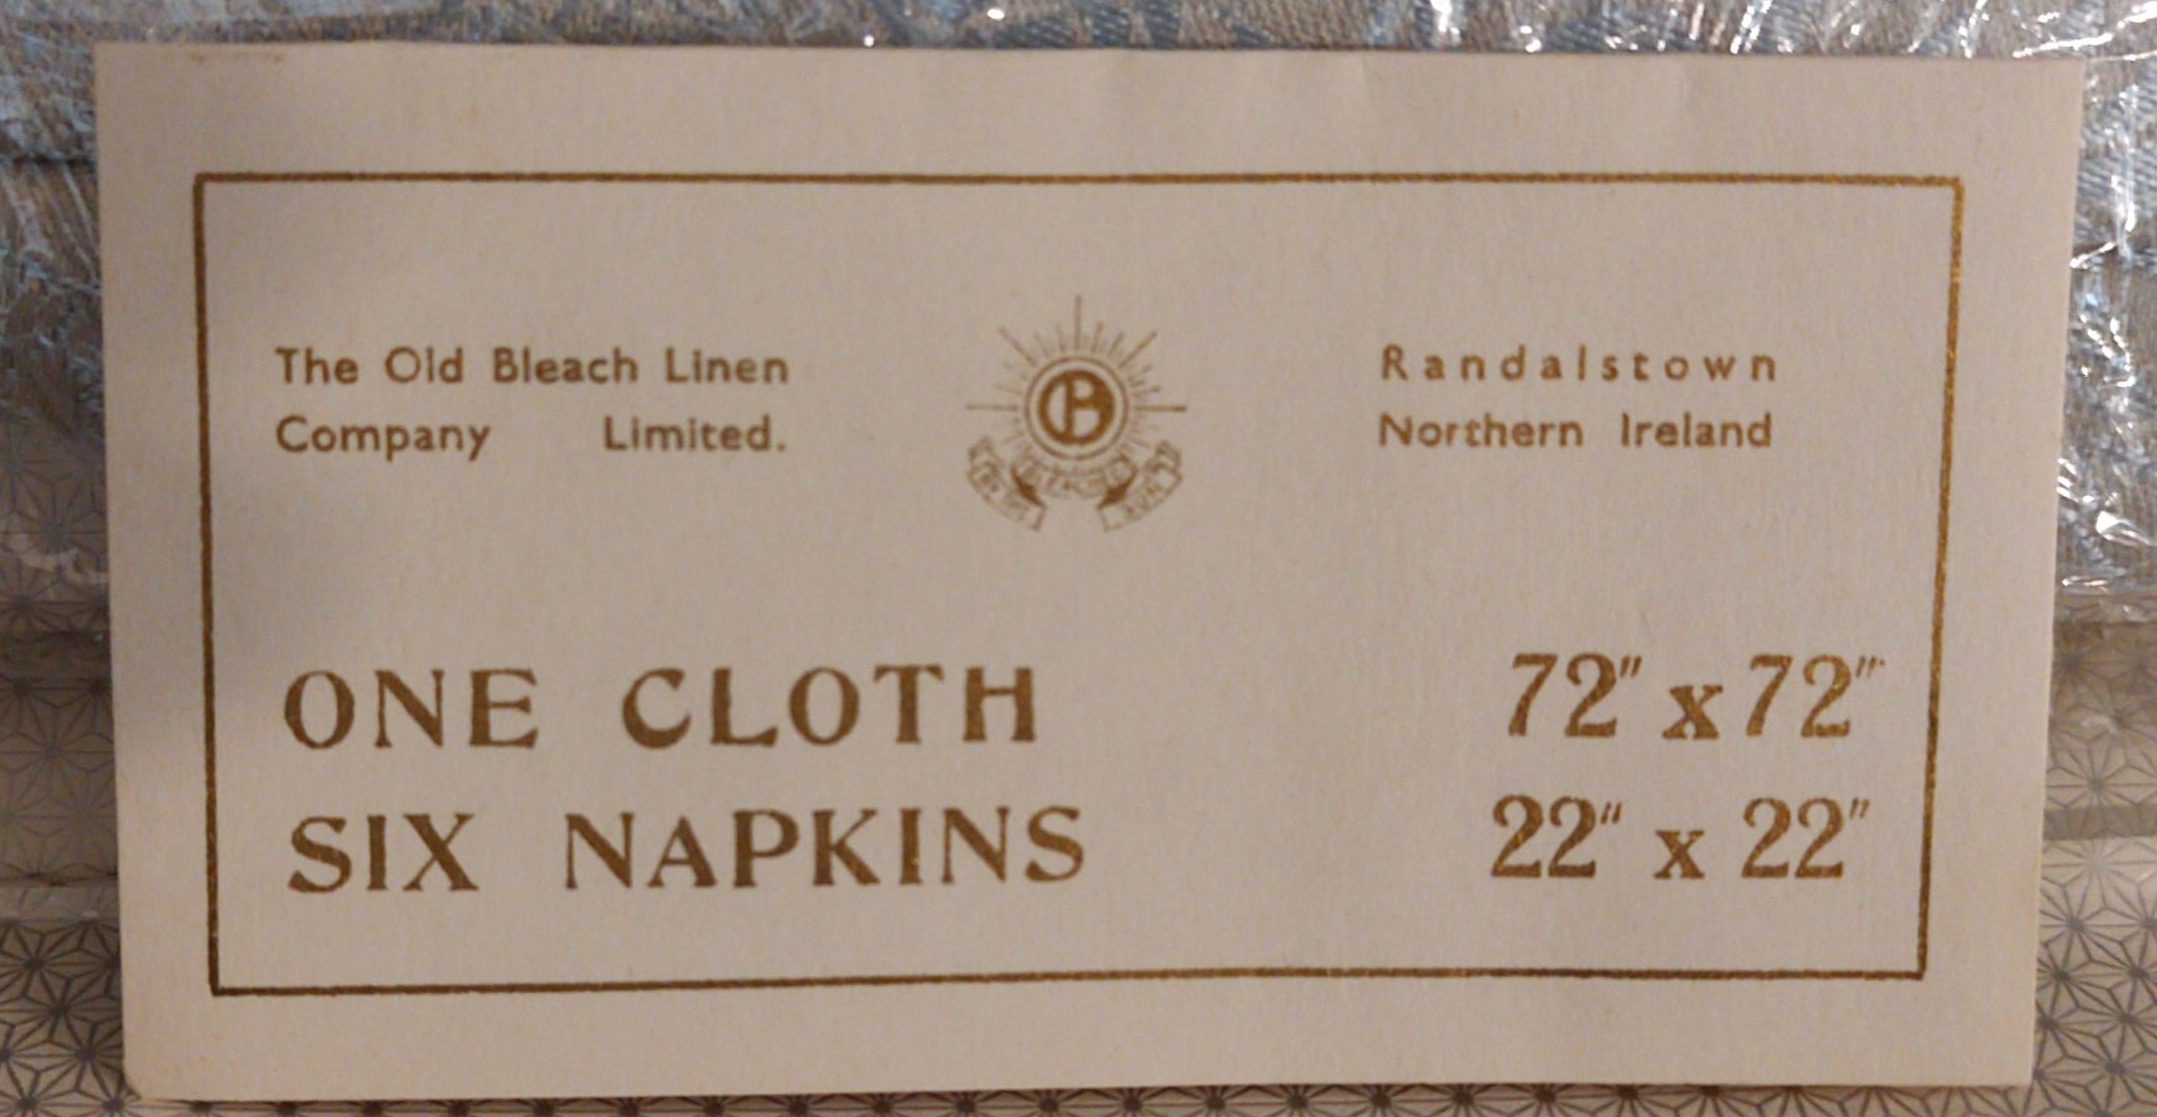 The Old Bleach Linen
Company Limited.
B
Randalstown
Northern Ireland
ONE CLOTH 72" x 72"
SIX NAPKINS 22" x 22"